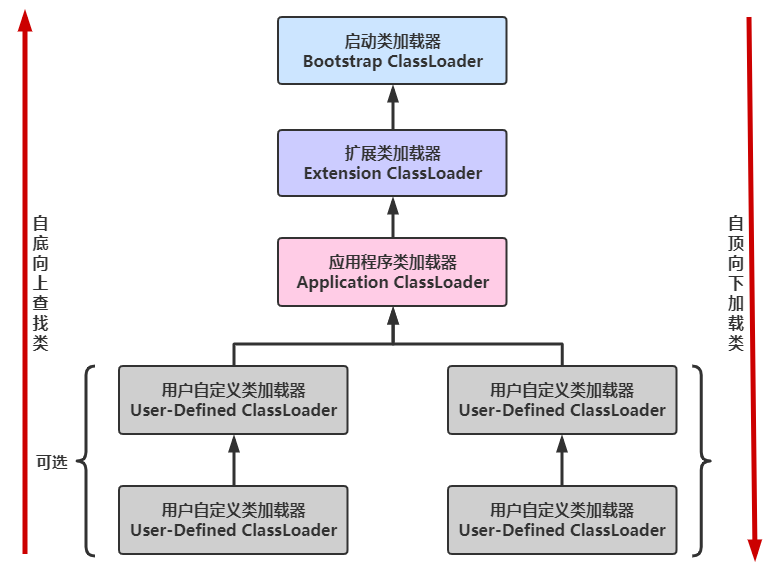 启动类加载器
Bootstrap ClassLoader
扩展类加载器
Extension ClassLoader
自底向上查找类
自顶向下加载类
应用程序类加载器
Application ClassLoader
用户自定义类加载器
User-Defined ClassLoader
用户自定义类加载器
User-Defined ClassLoader
可选
用户自定义类加载器
User-Defined ClassLoader
用户自定义类加载器
User-Defined ClassLoader